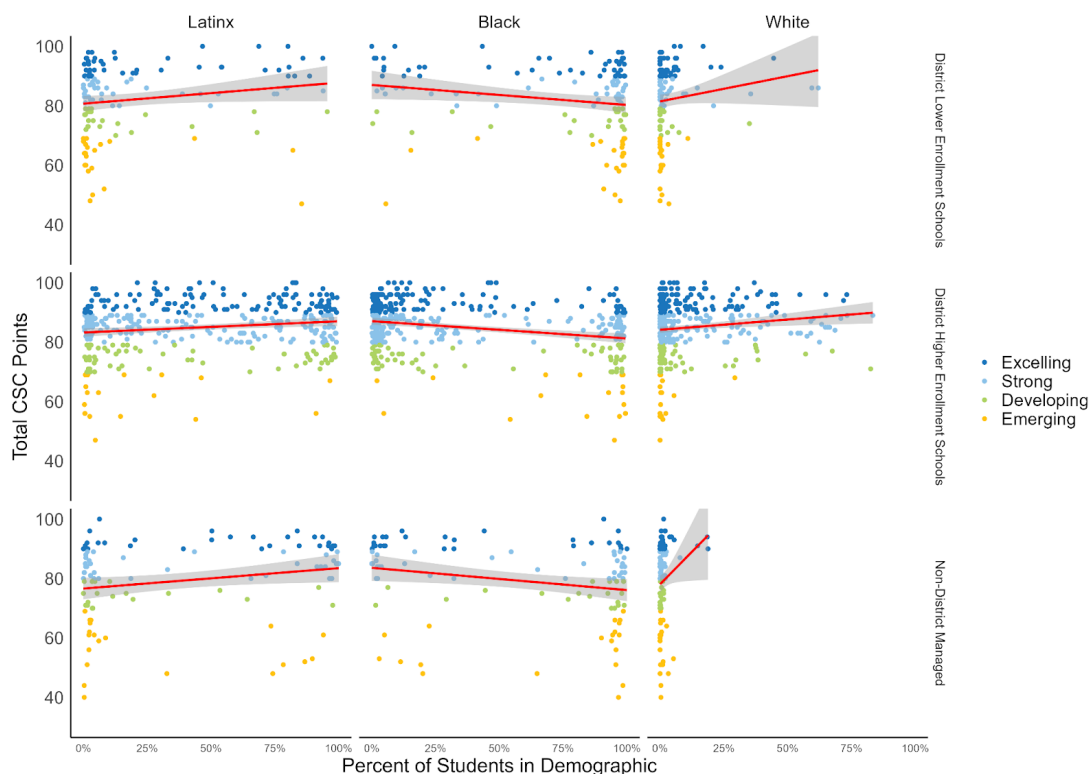 Latinx Black White
100
80
60
40
District Lower Enrollment Schools
100
80
60
40
District Higher Enrollment Schools
100
80
60
40
Non-District Managed
Total CSC Points
Excelling
Strong
Developing
Emerging
0% 25% 50% 75% 100% 0% 25% 50% 75% 100% 0% 25% 50% 75% 100%
Percent of Students in Demographic